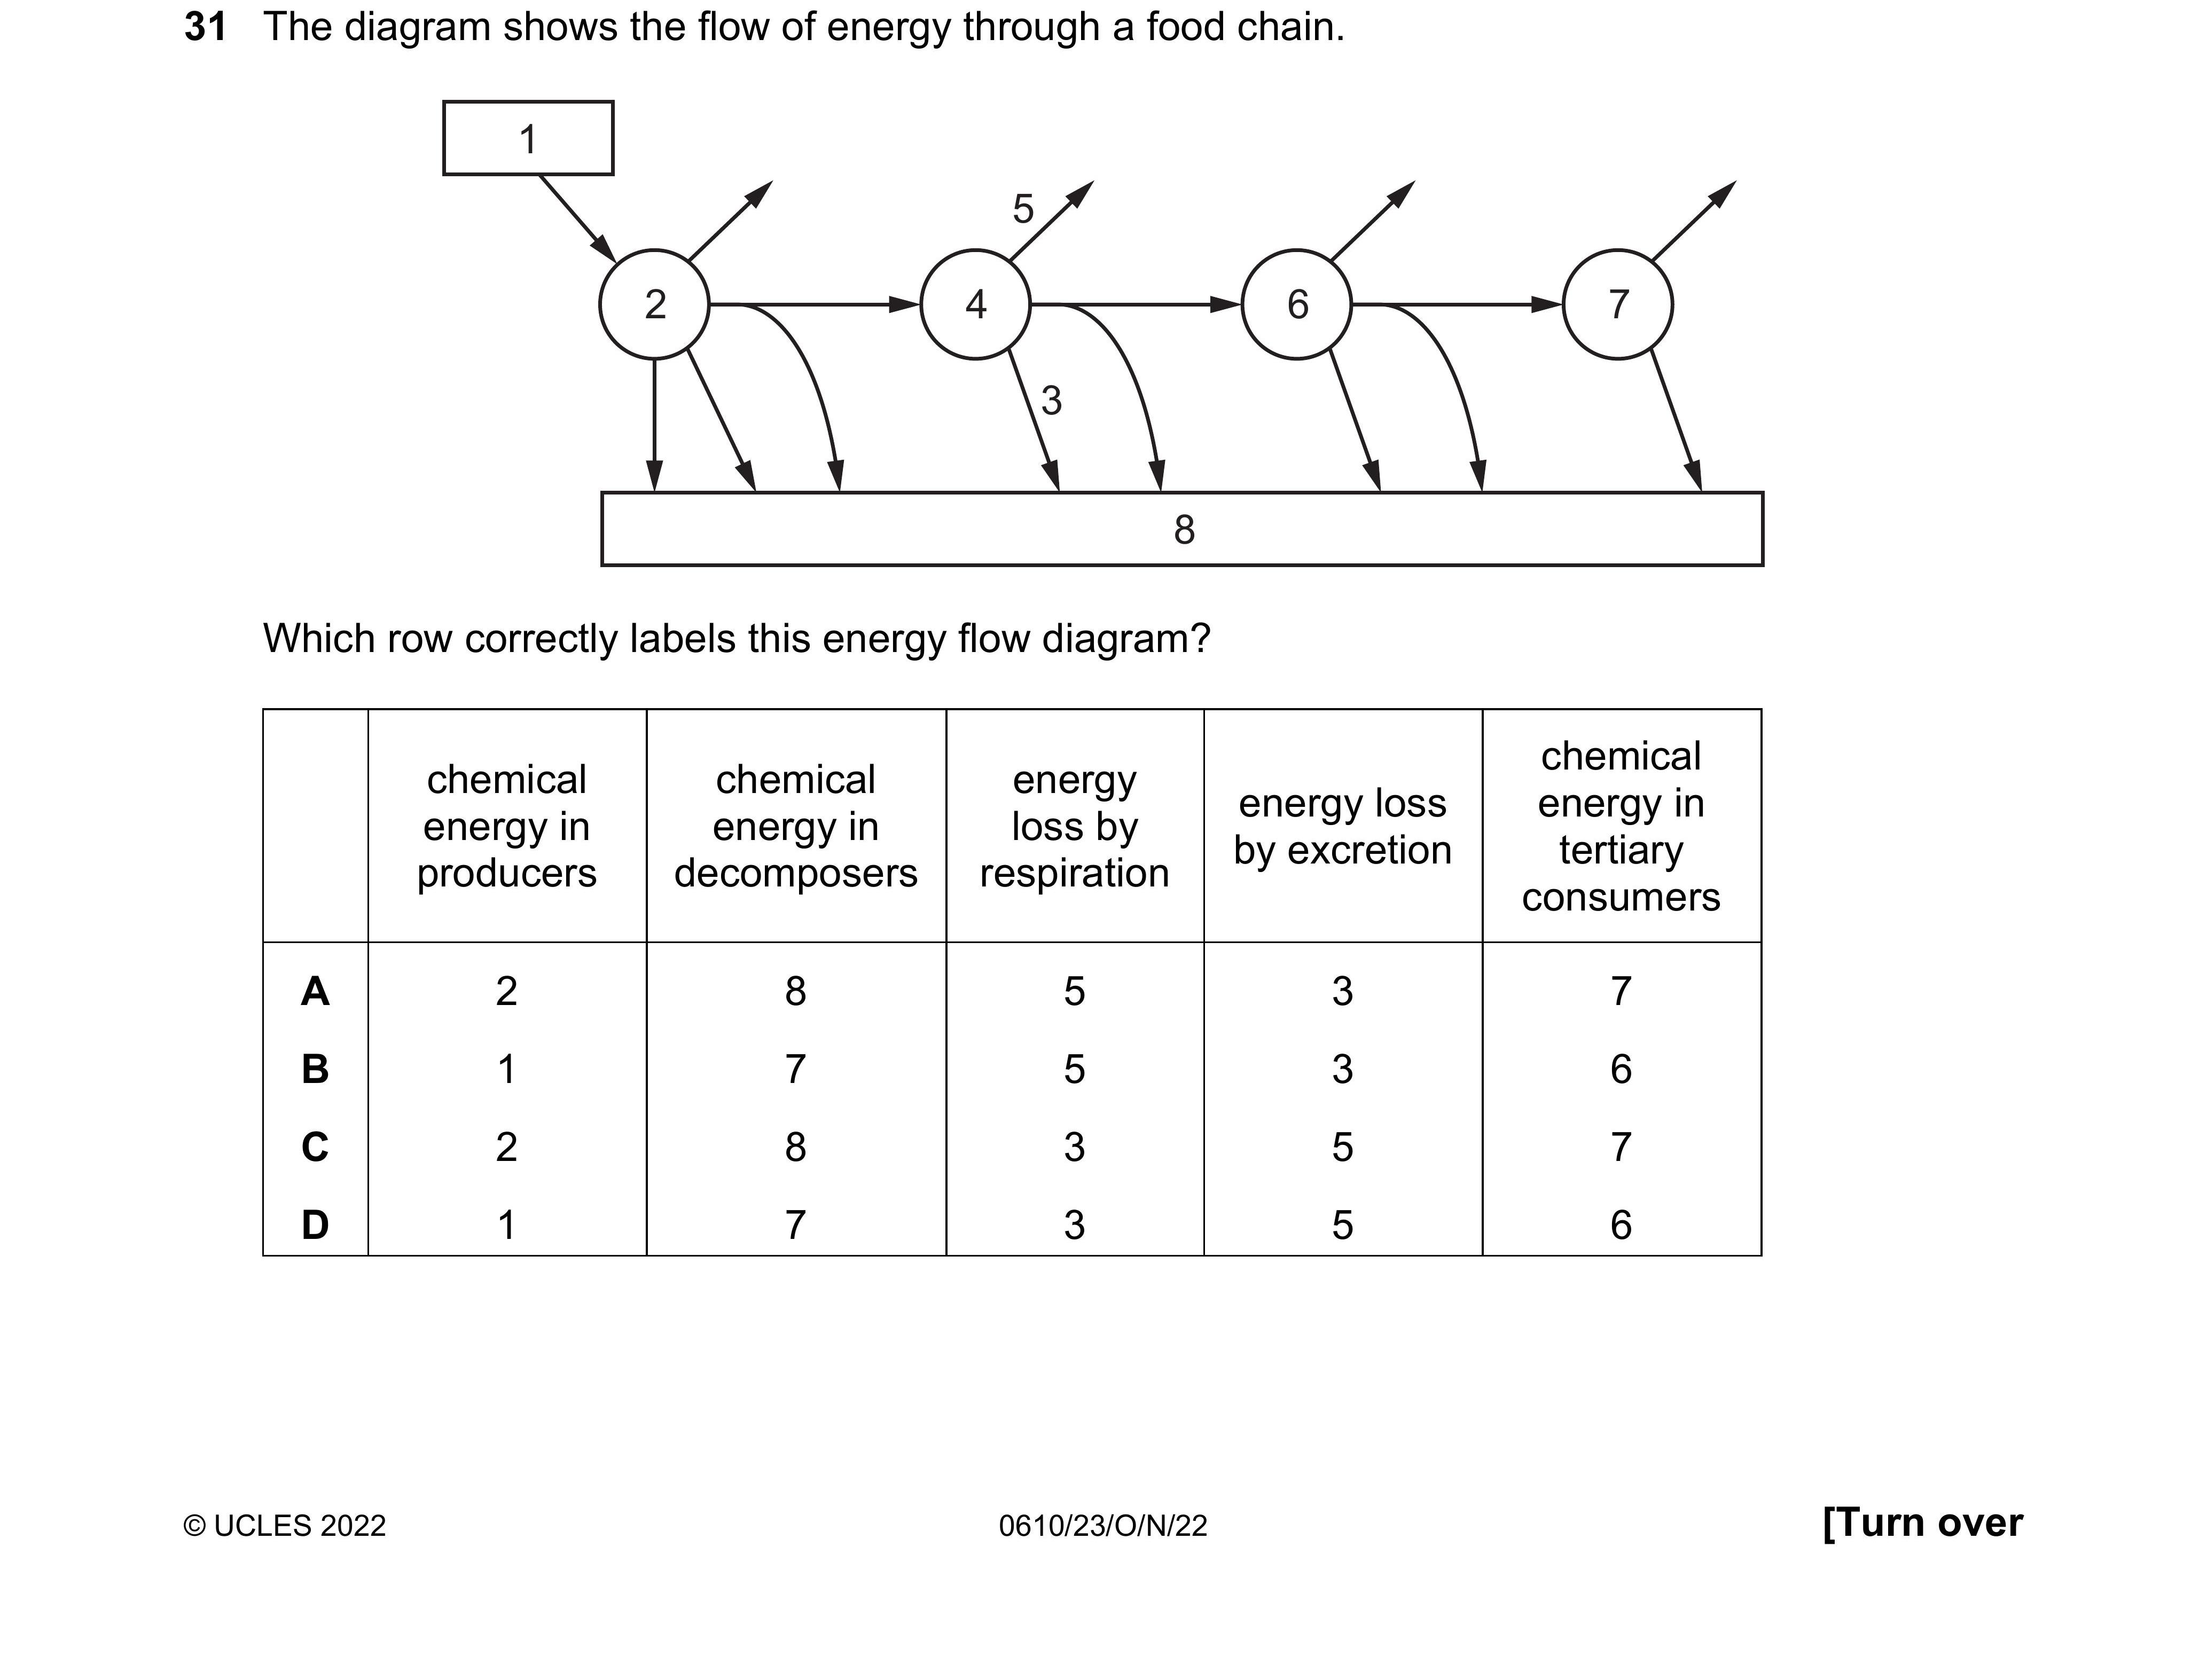 31 The diagram shows the flow of energy through a food chain.
1
5
2 4 6 7
3
8
Which row correctly labels this energy flow diagram?
chemical energy in producers
chemical energy in decomposers
energy loss by respiration
energy loss by excretion
chemical energy in tertiary consumers
A 2 8 5 3 7
B 1 7 5 3 6
C 2 8 3 5 7
D 1 7 3 5 6
© UCLES 2022 0610/23/O/N/22 [Turn over